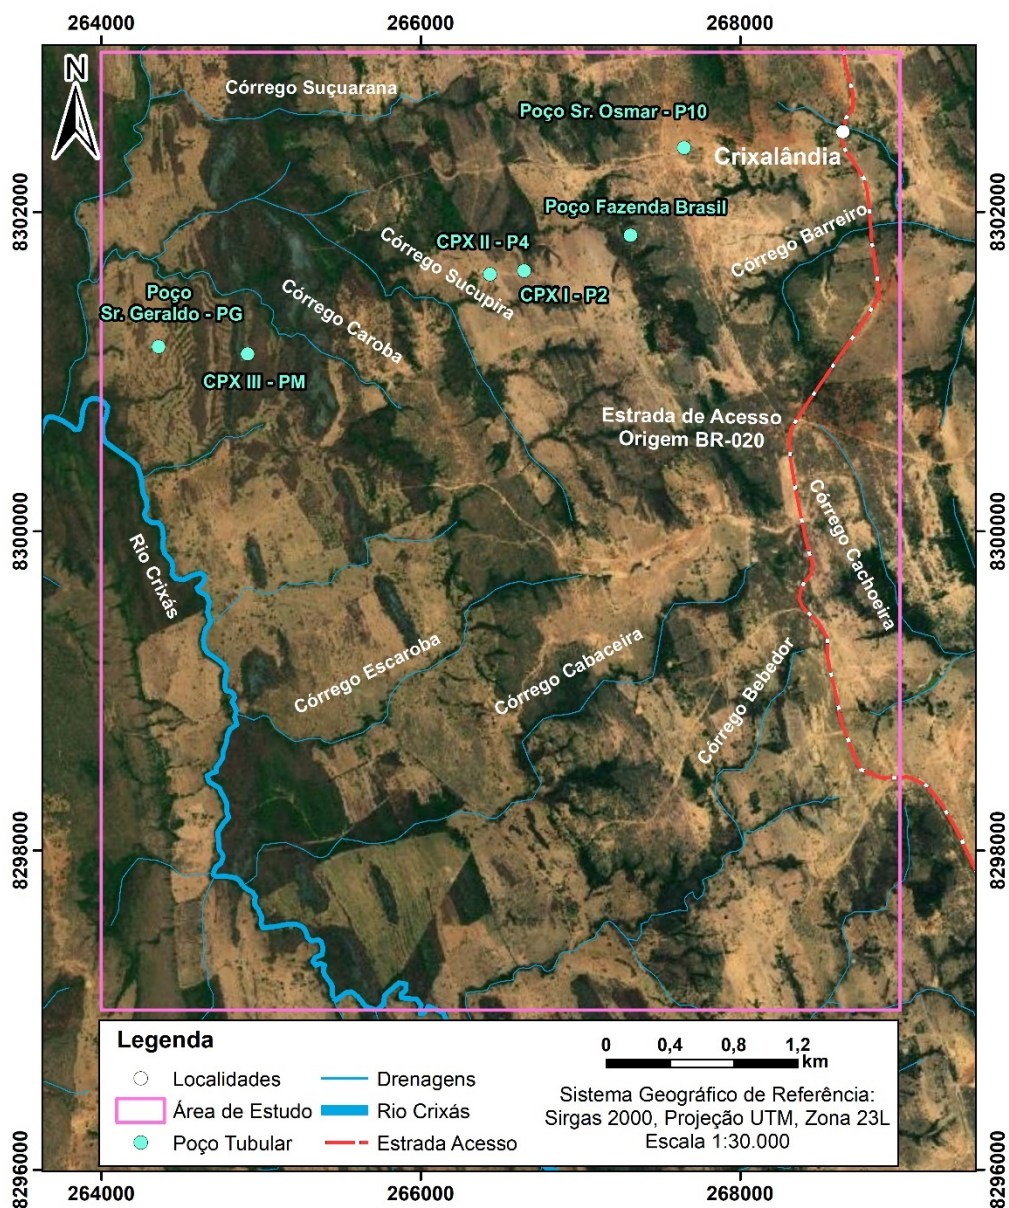 264000
266000
268000
N
Córrego Suçuarana
Poço Sr. Osmar - P10
Crixalândia
8302000
8302000
Poço Fazenda Brasil
Córrego Barreiro
CPX II - P4
Córrego Sucupira
CPX I - P2
Poço
Sr. Geraldo - PG
Córrego Caroba
CPX III - PM
Estrada de Acesso
Origem BR-020
Córrego Cachoeira
8300000
8300000
Rio Crixás
Córrego Escaroba
Córrego Cabaceira
Córrego Bebedor
8298000
8298000
Legenda
Localidades
Drenagens
Área de Estudo
Rio Crixás
Poço Tubular
Estrada Acesso
0 0,4 0,8 1,2
km
Sistema Geográfico de Referência:
Sirgas 2000, Projeção UTM, Zona 23L
Escala 1:30.000
8296000
8296000
264000
266000
268000